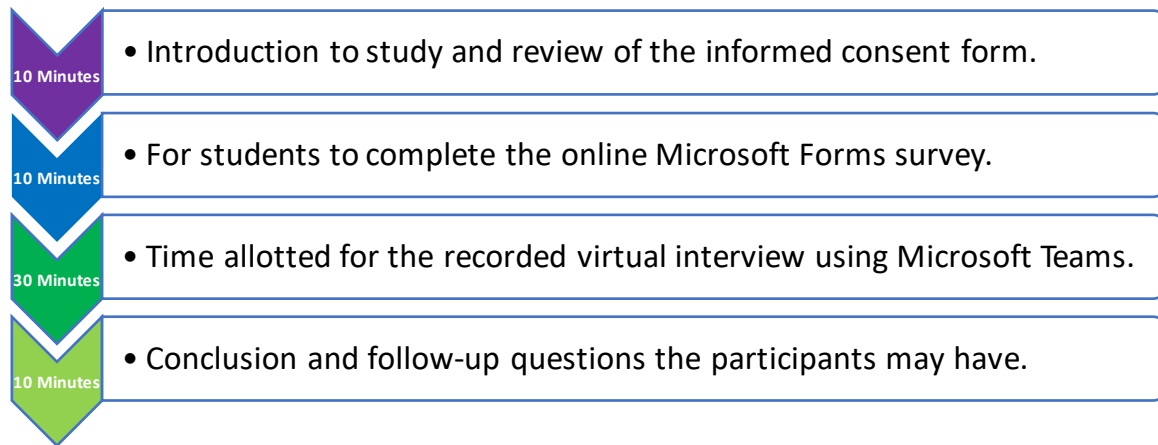 10 Minutes
• Introduction to study and review of the informed consent form.
10 Minutes
• For students to complete the online Microsoft Forms survey.
30 Minutes
• Time allotted for the recorded virtual interview using Microsoft Teams.
10 Minutes
• Conclusion and follow-up questions the participants may have.